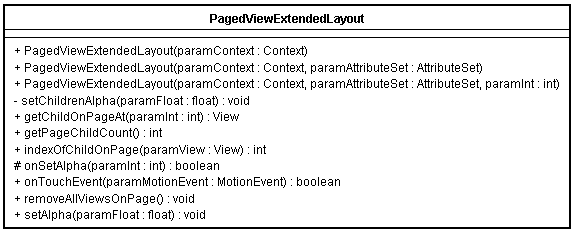 PagedViewExtendedLayout
+ PagedViewExtendedLayout(paramContext : Context)
+ PagedViewExtendedLayout(paramContext : Context, paramAttributeSet : AttributeSet)
+ PagedViewExtendedLayout(paramContext : Context, paramAttributeSet : AttributeSet, paramInt : int)
- setChildrenAlpha(paramFloat : float) : void
+ getChildOnPageAt(paramInt : int) : View
+ getPageChildCount() : int
+ indexOfChildOnPage(paramView : View) : int
# onSetAlpha(paramInt : int) : boolean
+ onTouchEvent(paramMotionEvent : MotionEvent) : boolean
+ removeAllViewsOnPage() : void
+ setAlpha(paramFloat : float) : void